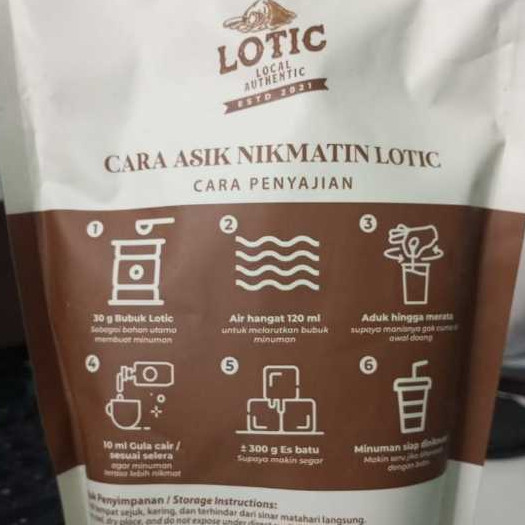 LOTIC
LOCAL
AUTHENTIC
ESTD 2021
CARA ASIK NIKMATIN LOTIC
CARA PENYAJIAN
1
30 g Bubuk Lotic
Sebagai bahan utama
membuat minuman
2
Air hangat 120 ml
untuk melarutkan bubuk
minuman
3
Aduk hingga merata
supaya manisnya gak
awal doang
4
10 ml Gula cair /
sesuai selera
agar minuman
terasa lebih nikmat
5
± 300 g Es batu
Supaya makin segar
6
Minuman siap
Makin seru jika
dengan
Penyimpanan / Storage Instructions:
tempat sejuk, kering, dan terhindar dari sinar matahari langsung.
dry place, and do not expose under